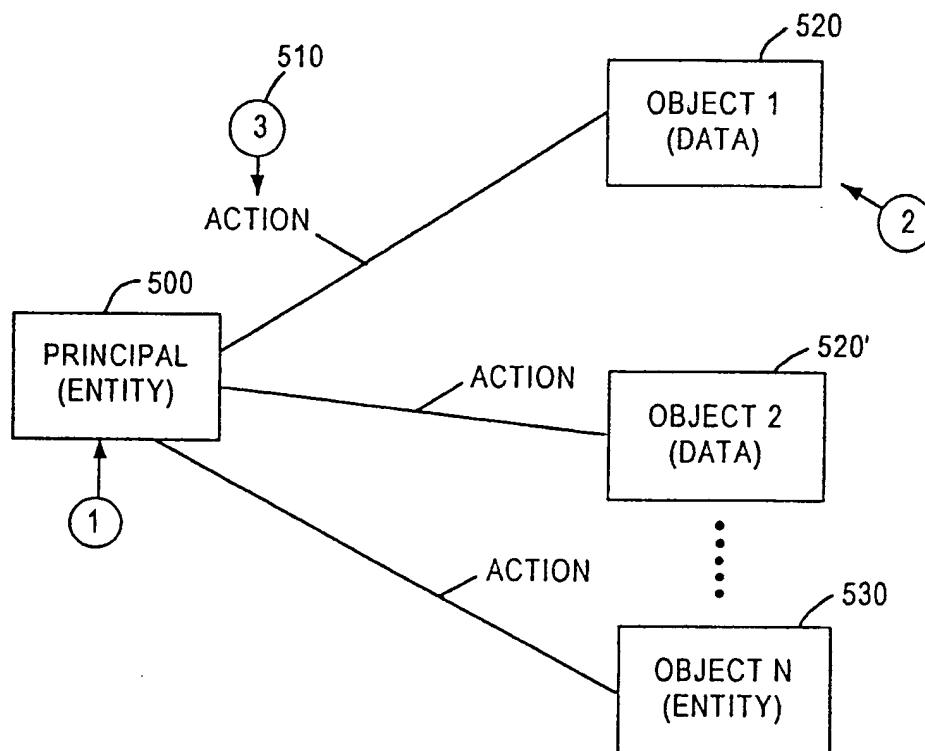 520
510
OBJECT 1
(DATA)
3
ACTION
2
500
PRINCIPAL
(ENTITY)
520'
ACTION
OBJECT 2
(DATA)
1
ACTION
530
OBJECT N
(ENTITY)